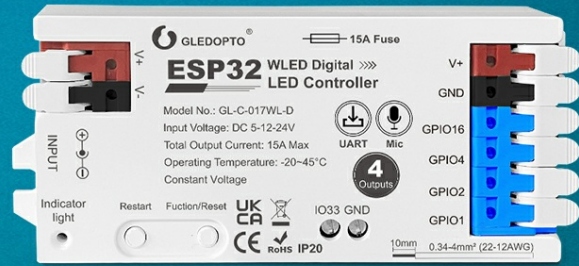 GLEDOPTO®
15A Fuse
ESP32 WLED Digital >>>
LED Controller
V+
V-
Model No.: GL-C-017WL-D
Input Voltage: DC 5-12-24V
Total Output Current: 15A Max
Operating Temperature: -20~45°C
Constant Voltage
UART
Mic
4
Outputs
INPUT
+
-
V+
GND
GPIO16
GPIO4
GPIO2
GPIO1
Indicator
light
Restart
Fuction/Reset
UK
CA
CE
RoHS
IP20
IO33 GND
10mm
0.34-4mm² (22-12AWG)